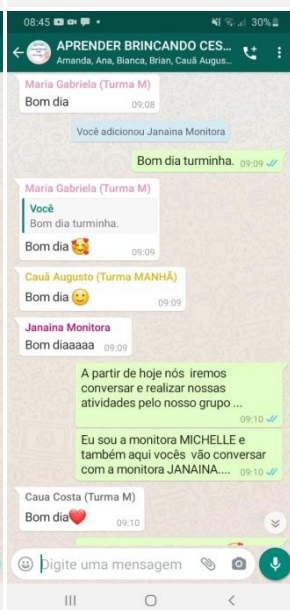 08:45
30%
APRENDER BRINCANDO CES...
Amanda, Ana, Bianca, Brian, Cauã Augus...
Maria Gabriela (Turma M)
Bom dia
09:08
Você adicionou Janaina Monitora
Bom dia turminha. 09:09
Maria Gabriela (Turma M)
Você
Bom dia turminha.
Bom dia
09:09
Cauã Augusto (Turma MANHÃ)
Bom dia
09:09
Janaina Monitora
Bom diaaaaa 09:09
A partir de hoje nós iremos
conversar e realizar nossas
atividades pelo nosso grupo ...
09:10
Eu sou a monitora MICHELLE e
também aqui vocês vão conversar
com a monitora JANAINA.... 09:10
Caua Costa (Turma M)
Bom dia
09:10
Digite uma mensagem